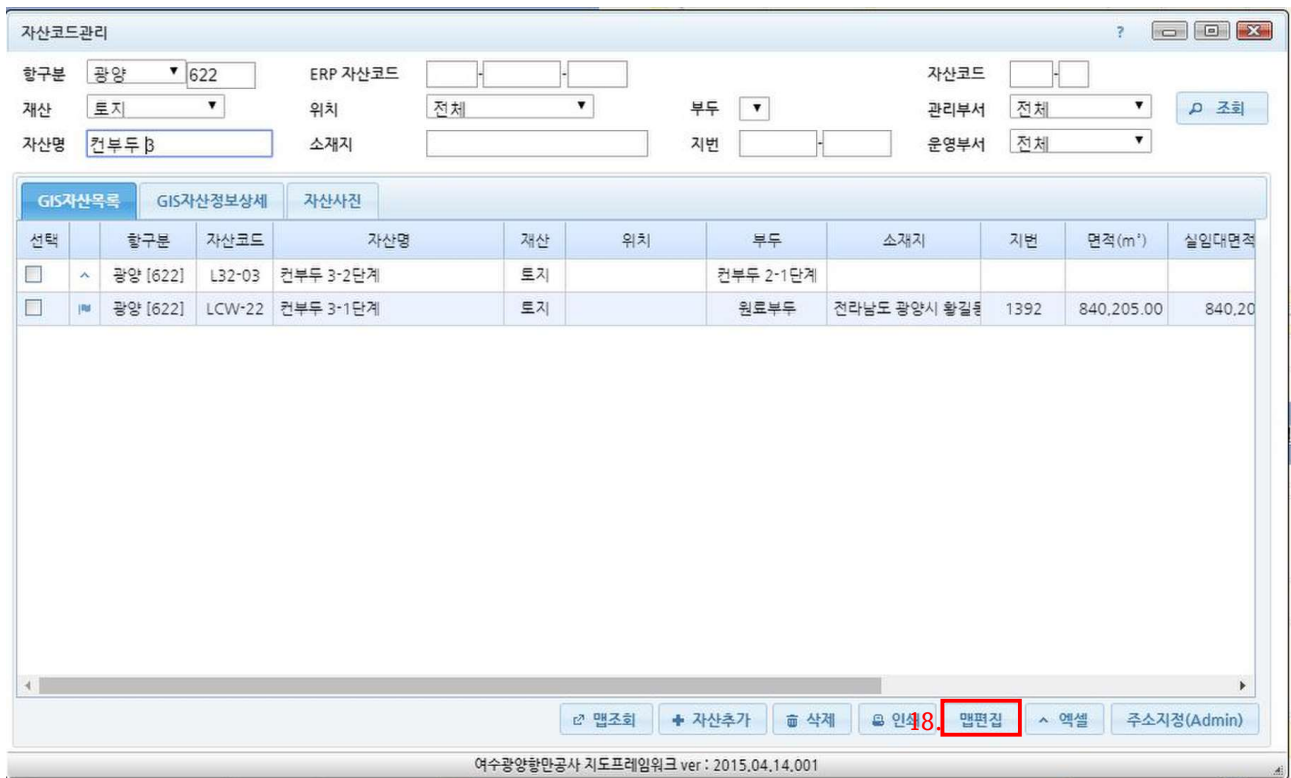 자산코드관리 ?
항구분 광양 622 ERP 자산코드 - - 자산코드 -
재산 토지 위치 전체 부두 관리부서 전체 조회
자산명 컨부두 3 소재지 지번 - 운영부서 전체
GIS자산목록 GIS자산정보상세 자산사진
선택 항구분 자산코드 자산명 재산 위치 부두 소재지 지번 면적(m²) 실임대면적
광양 [622] L32-03 컨부두 3-2단계 토지 컨부두 2-1단계
광양 [622] LCW-22 컨부두 3-1단계 토지 원료부두 전라남도 광양시 황길동 1392 840,205.00 840,20
맵조회 자산추가 삭제 인쇄 18. 맵편집 엑셀 주소지정(Admin)
여수광양항만공사 지도프레임워크 ver : 2015.04.14.001